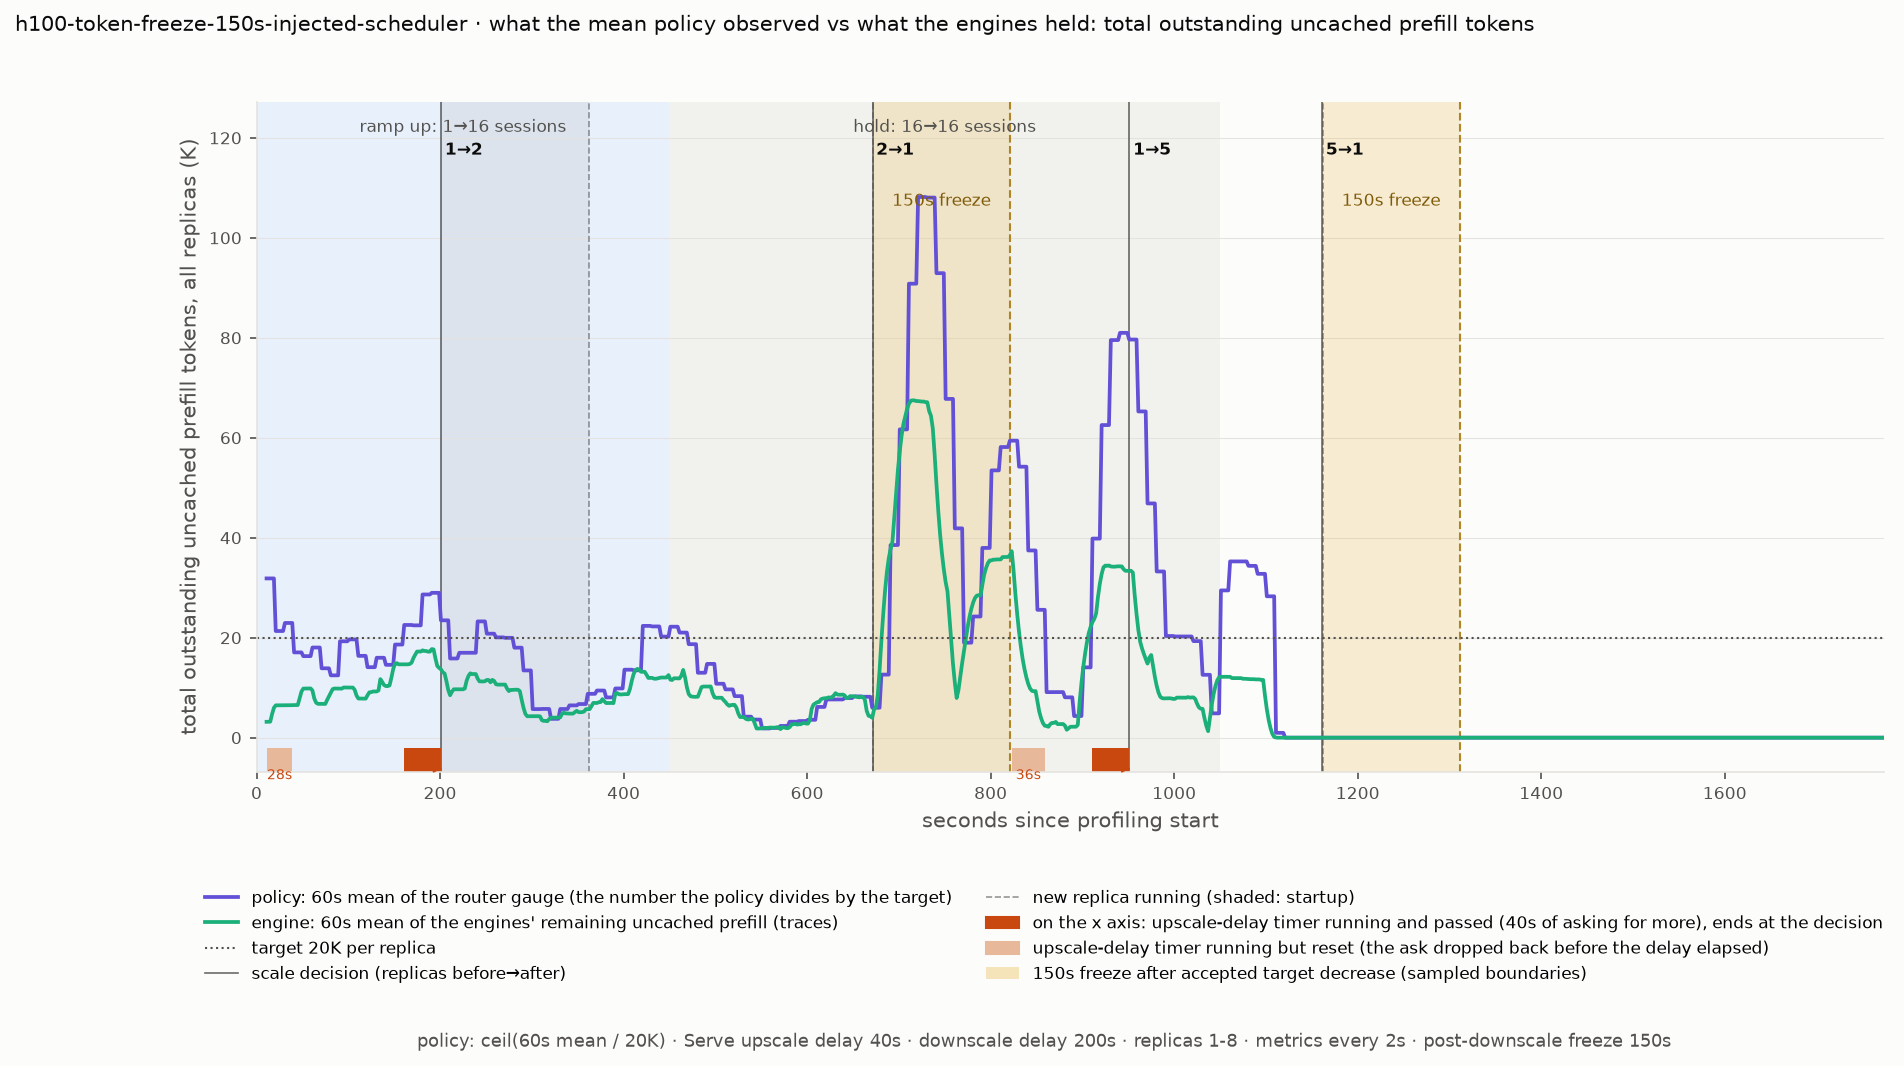 h100-token-freeze-150s-injected-scheduler · what the mean policy observed vs what the engines held: total outstanding uncached prefill tokens
total outstanding uncached prefill tokens, all replicas (K)
120
100
80
60
40
20
0
ramp up: 1→16 sessions
hold: 16→16 sessions
1→2
2→1
1→5
5→1
150s freeze
150s freeze
28s
36s
0
200
400
600
800
1000
1200
1400
1600
seconds since profiling start
policy: 60s mean of the router gauge (the number the policy divides by the target)
engine: 60s mean of the engines' remaining uncached prefill (traces)
target 20K per replica
scale decision (replicas before→after)
new replica running (shaded: startup)
on the x axis: upscale-delay timer running and passed (40s of asking for more), ends at the decision
upscale-delay timer running but reset (the ask dropped back before the delay elapsed)
150s freeze after accepted target decrease (sampled boundaries)
policy: ceil(60s mean / 20K) · Serve upscale delay 40s · downscale delay 200s · replicas 1-8 · metrics every 2s · post-downscale freeze 150s